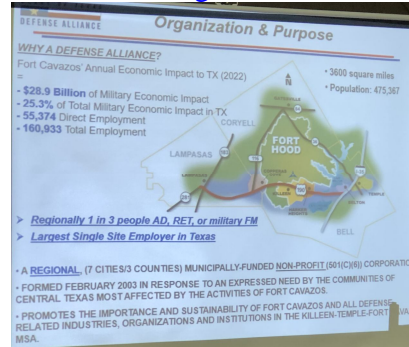 DEFENSE ALLIANCE
Organization & Purpose
WHY A DEFENSE ALLIANCE?
Fort Cavazos' Annual Economic Impact to TX (2022)
=
- $28.9 Billion of Military Economic Impact
- 25.3% of Total Military Economic Impact in TX
- 55,374 Direct Employment
- 160,933 Total Employment
• 3600 square miles
• Population: 475,367
N
CORYELL
FORT
HOOD
LAMPASAS
BELL
➤ Regionally 1 in 3 people AD, RET, or military FM
➤ Largest Single Site Employer in Texas
• A REGIONAL, (7 CITIES/3 COUNTIES) MUNICIPALLY-FUNDED NON-PROFIT (501(C)(6)) CORPORATIO
• FORMED FEBRUARY 2003 IN RESPONSE TO AN EXPRESSED NEED BY THE COMMUNITIES OF
CENTRAL TEXAS MOST AFFECTED BY THE ACTIVITIES OF FORT CAVAZOS.
• PROMOTES THE IMPORTANCE AND SUSTAINABILITY OF FORT CAVAZOS AND ALL DEFENSE-
RELATED INDUSTRIES, ORGANIZATIONS AND INSTITUTIONS IN THE KILLEEN-TEMPLE-FORT
MSA.